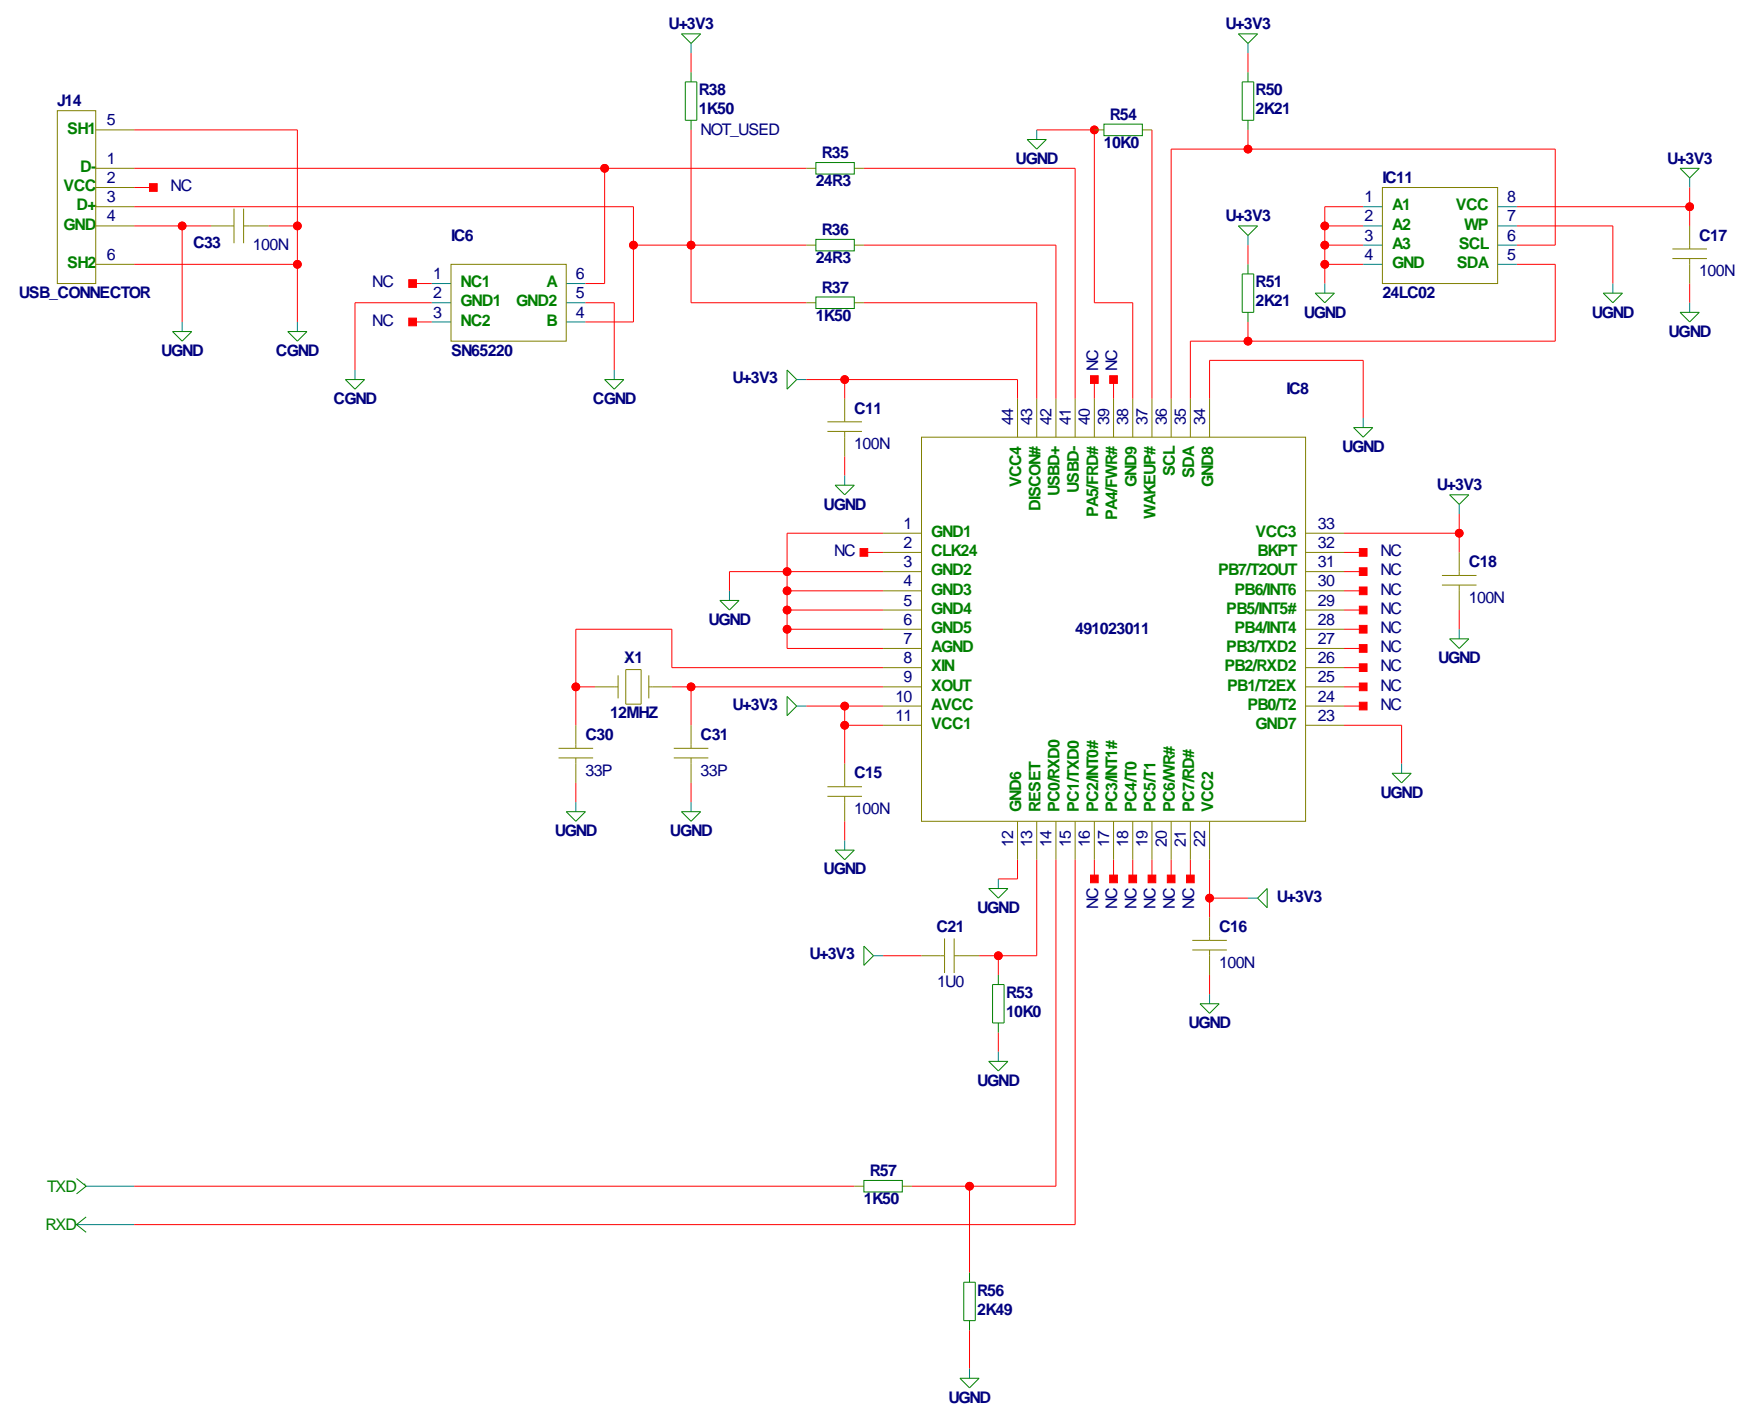 U+3V3
R38
1K50
NOT_USED
U+3V3
R50
2K21
J14
SH1 5
D- 1
VCC 2 NC
D+ 3
GND 4
SH2 6
USB_CONNECTOR
C33
100N
UGND
CGND
IC6
NC 1 NC1 A 6
2 GND1 GND2 5
NC 3 NC2 B 4
SN65220
CGND
CGND
R35
24R3
R36
24R3
R37
1K50
R54
10K0
UGND
U+3V3
R51
2K21
IC11
1 A1 VCC 8
2 A2 WP 7
3 A3 SCL 6
4 GND SDA 5
24LC02
UGND
UGND
U+3V3
C17
100N
UGND
U+3V3
C11
100N
UGND
NC
NC
IC8
UGND
44 VCC4
43 DISCON#
42 USBD+
41 USBD-
40 PA5/FRD#
39 PA4/FWR#
38 GND9
37 WAKEUP#
36 SCL
35 SDA
34 GND8
1 GND1
NC 2 CLK24
3 GND2
4 GND3
5 GND4
6 GND5
7 AGND
8 XIN
9 XOUT
10 AVCC
11 VCC1
UGND
491023011
VCC3 33
BKPT 32 NC
PB7/T2OUT 31 NC
PB6/INT6 30 NC
PB5/INT5# 29 NC
PB4/INT4 28 NC
PB3/TXD2 27 NC
PB2/RXD2 26 NC
PB1/T2EX 25 NC
PB0/T2 24 NC
GND7 23
U+3V3
C18
100N
UGND
UGND
X1
12MHZ
C30
33P
UGND
C31
33P
UGND
U+3V3
C15
100N
UGND
GND6 12
RESET 13
PC0/RXD0 14
PC1/TXD0 15
PC2/INT0# 16 NC
PC3/INT1# 17 NC
PC4/T0 18 NC
PC5/T1 19 NC
PC6/WR# 20 NC
PC7/RD# 21 NC
VCC2 22
UGND
U+3V3
C16
100N
UGND
U+3V3
C21
1U0
R53
10K0
UGND
TXD
R57
1K50
RXD
R56
2K49
UGND